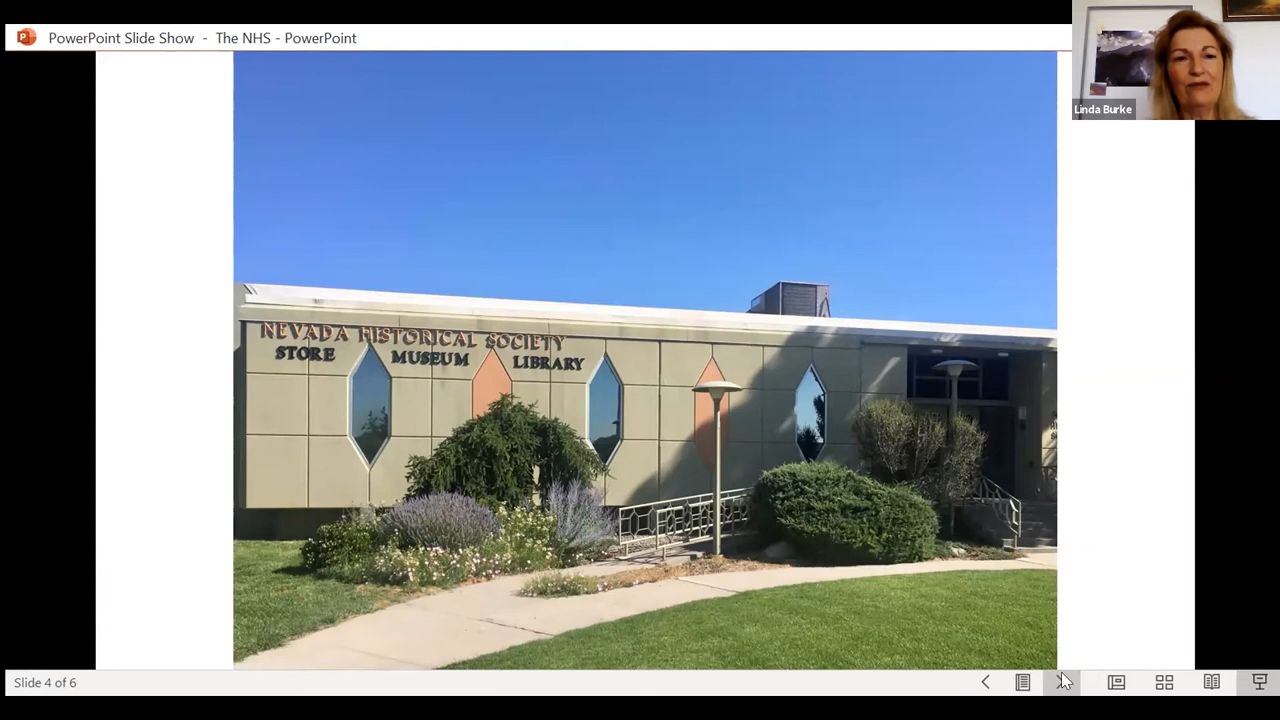 PowerPoint Slide Show - The NHS - PowerPoint
Linda Burke
NEVADA HISTORICAL SOCIETY
STORE MUSEUM LIBRARY
Slide 4 of 6